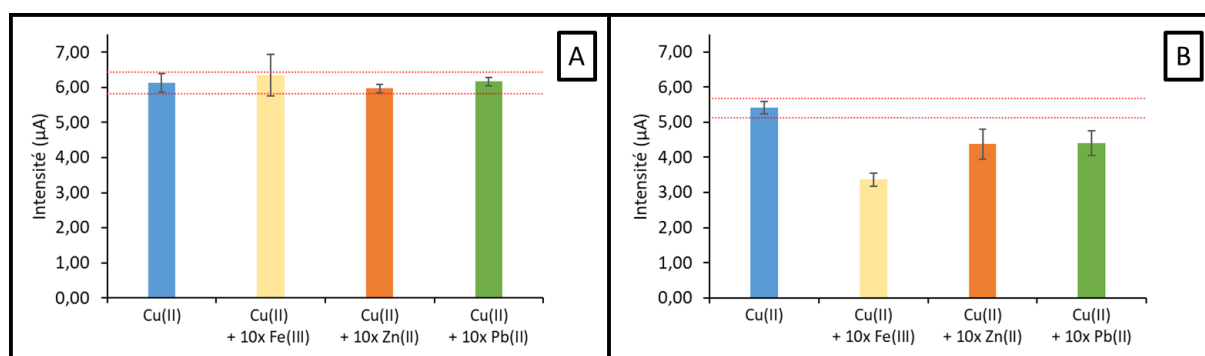 A
7,00
6,00
5,00
4,00
3,00
2,00
1,00
0,00
Intensité (µA)
Cu(II)
Cu(II)
+ 10x Fe(III)
Cu(II)
+ 10x Zn(II)
Cu(II)
+ 10x Pb(II)
B
7,00
6,00
5,00
4,00
3,00
2,00
1,00
0,00
Intensité (µA)
Cu(II)
Cu(II)
+ 10x Fe(III)
Cu(II)
+ 10x Zn(II)
Cu(II)
+ 10x Pb(II)